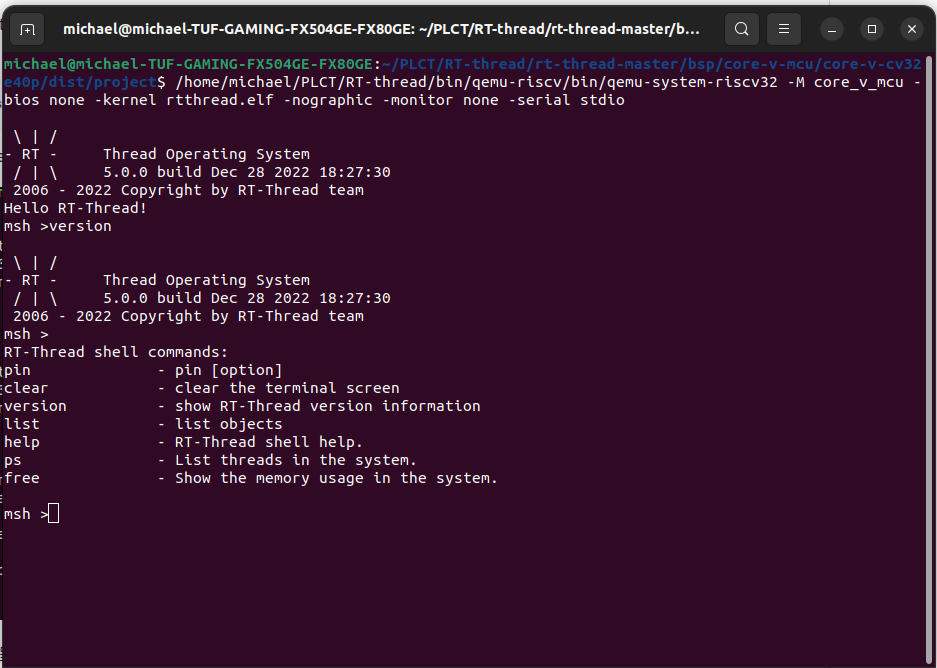 michael@michael-TUF-GAMING-FX504GE-FX80GE: ~/PLCT/RT-thread/rt-thread-master/b...
michael@michael-TUF-GAMING-FX504GE-FX80GE:~/PLCT/RT-thread/rt-thread-master/bsp/core-v-mcu/core-v-cv32
e40p/dist/project$ /home/michael/PLCT/RT-thread/bin/qemu-riscv/bin/qemu-system-riscv32 -M core_v_mcu -
bios none -kernel rtthread.elf -nographic -monitor none -serial stdio

 \ | /
- RT -     Thread Operating System
 / | \     5.0.0 build Dec 28 2022 18:27:30
 2006 - 2022 Copyright by RT-Thread team
Hello RT-Thread!
msh >version

 \ | /
- RT -     Thread Operating System
 / | \     5.0.0 build Dec 28 2022 18:27:30
 2006 - 2022 Copyright by RT-Thread team
msh >
RT-Thread shell commands:
pin              - pin [option]
clear            - clear the terminal screen
version          - show RT-Thread version information
list             - list objects
help             - RT-Thread shell help.
ps               - List threads in the system.
free             - Show the memory usage in the system.

msh >